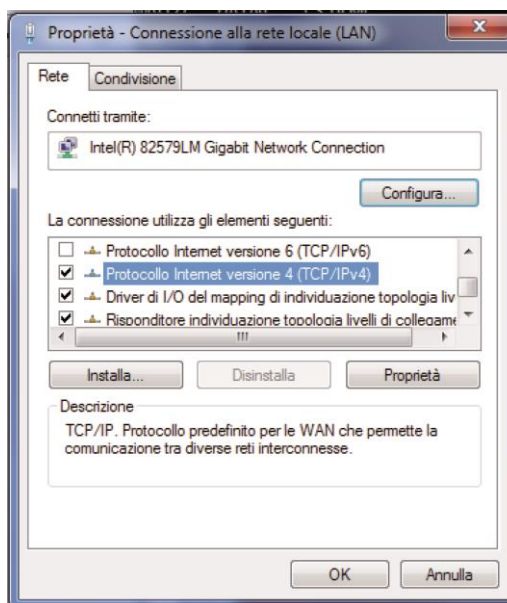 Proprietà - Connessione alla rete locale (LAN)
Rete
Condivisione
Connetti tramite:
Intel(R) 82579LM Gigabit Network Connection
Configura...
La connessione utilizza gli elementi seguenti:
Protocollo Internet versione 6 (TCP/IPv6)
Protocollo Internet versione 4 (TCP/IPv4)
Driver di I/O del mapping di individuazione topologia liv
Risponditore individuazione topologia livelli di collegame
Installa...
Disinstalla
Proprietà
Descrizione
TCP/IP. Protocollo predefinito per le WAN che permette la
comunicazione tra diverse reti interconnesse.
OK
Annulla